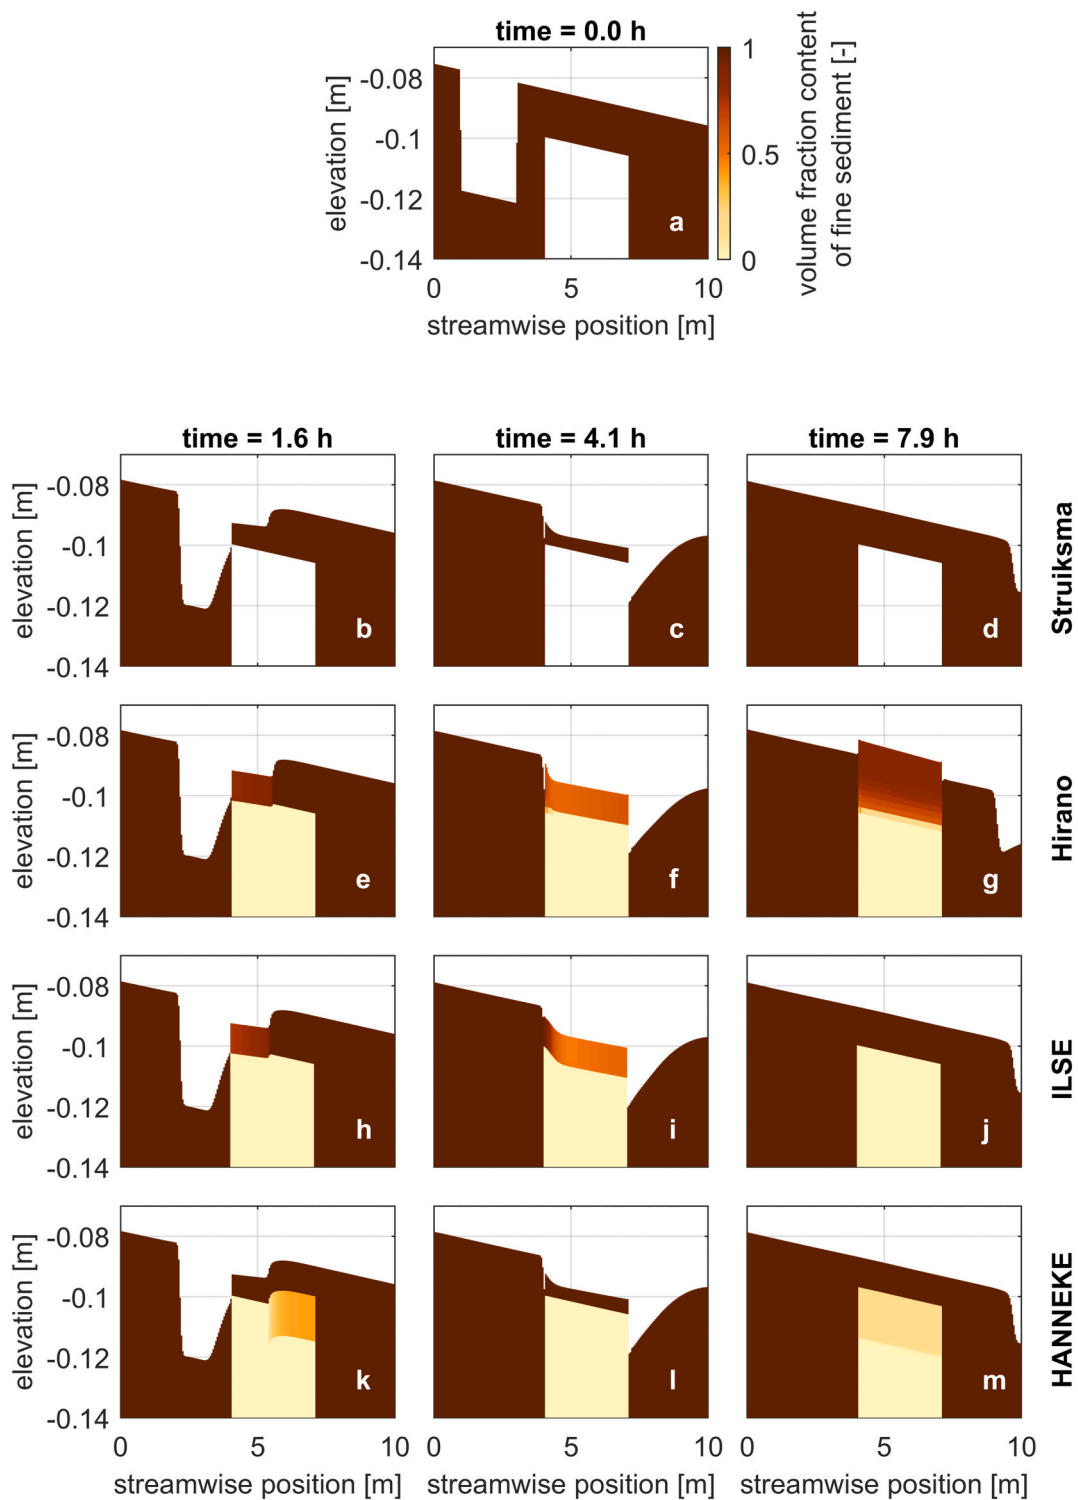 time = 0.0 h
elevation [m]
-0.08
-0.1
-0.12
-0.14
0
5
10
streamwise position [m]
a
1
0.5
0
volume fraction content
of fine sediment [-]
time = 1.6 h
time = 4.1 h
time = 7.9 h
elevation [m]
-0.08
-0.1
-0.12
-0.14
b
c
d
Struiksma
elevation [m]
-0.08
-0.1
-0.12
-0.14
e
f
g
Hirano
elevation [m]
-0.08
-0.1
-0.12
-0.14
h
i
j
ILSE
elevation [m]
-0.08
-0.1
-0.12
-0.14
k
l
m
HANNEKE
0 5 10
0 5 10
0 5 10
streamwise position [m]
streamwise position [m]
streamwise position [m]